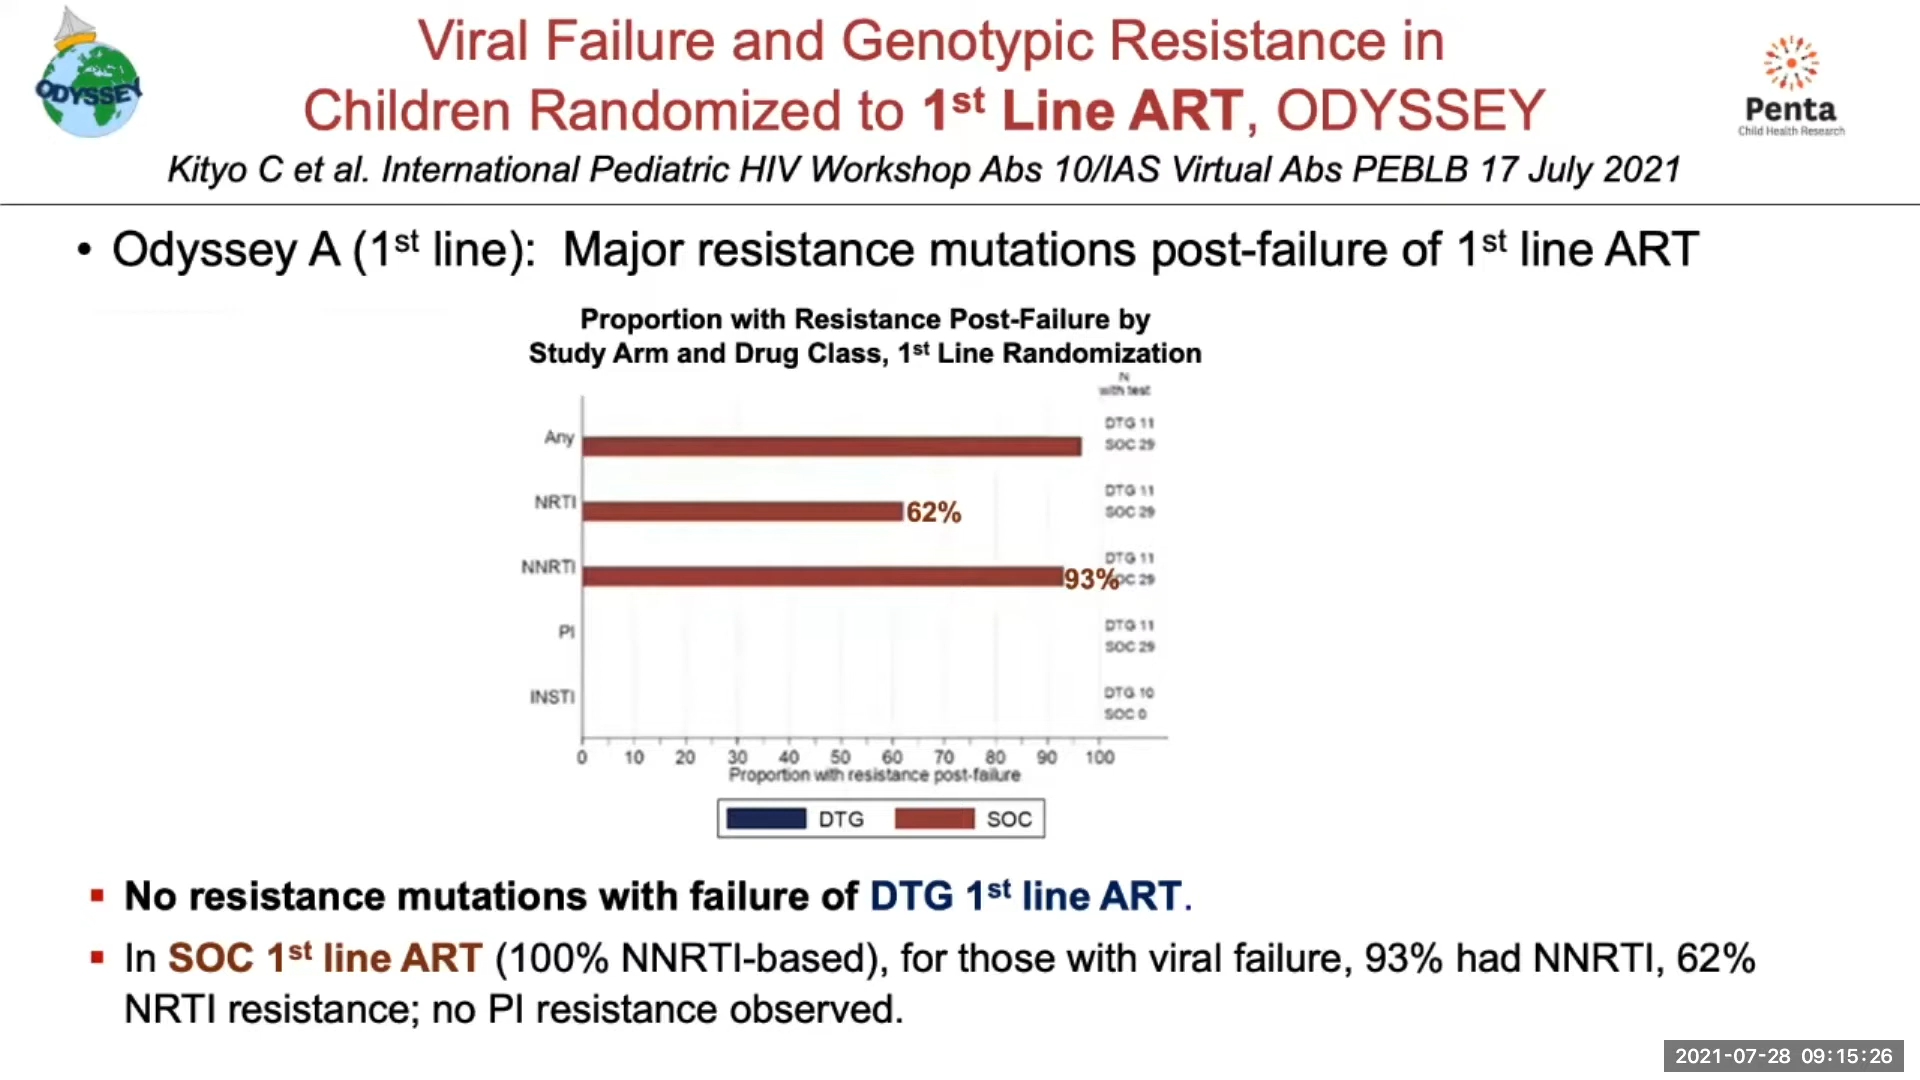 ODYSSEY
Viral Failure and Genotypic Resistance in
Children Randomized to 1st Line ART, ODYSSEY
Penta
Child Health Research
Kityo C et al. International Pediatric HIV Workshop Abs 10/IAS Virtual Abs PEBLB 17 July 2021
• Odyssey A (1st line): Major resistance mutations post-failure of 1st line ART
Proportion with Resistance Post-Failure by
Study Arm and Drug Class, 1st Line Randomization
N
with test
Any
DTG 11
SOC 29
NRTI
62%
DTG 11
SOC 29
NNRTI
93%
DTG 11
OC 29
PI
DTG 11
SOC 29
INSTI
DTG 10
SOC 0
0 10 20 30 40 50 60 70 80 90 100
Proportion with resistance post-failure
DTG SOC
▪ No resistance mutations with failure of DTG 1st line ART.
▪ In SOC 1st line ART (100% NNRTI-based), for those with viral failure, 93% had NNRTI, 62%
NRTI resistance; no PI resistance observed.
2021-07-28 09:15:26